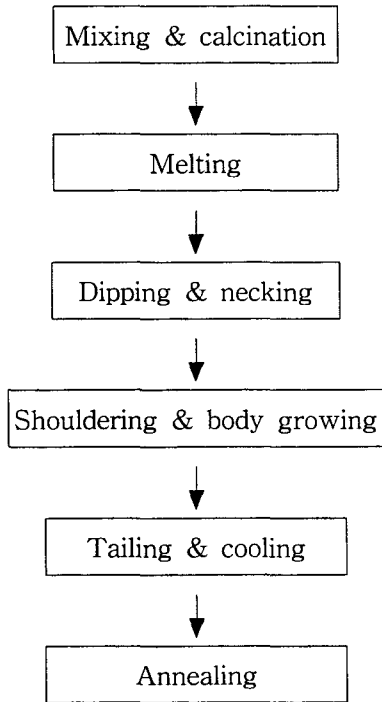 Mixing & calcination
Melting
Dipping & necking
Shouldering & body growing
Tailing & cooling
Annealing